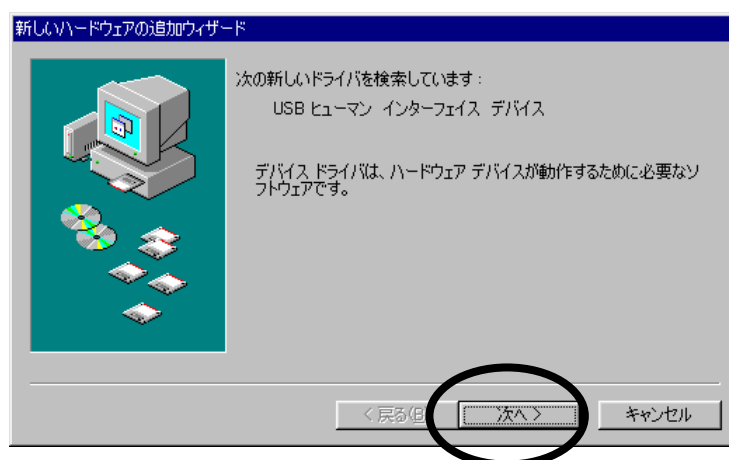 新しいハードウェアの追加ウィザード
次の新しいドライバを検索しています：
USB ヒューマン インターフェイス デバイス
デバイス ドライバは、ハードウェア デバイスが動作するために必要なソ
フトウェアです。
< 戻る(B
次へ >
キャンセル